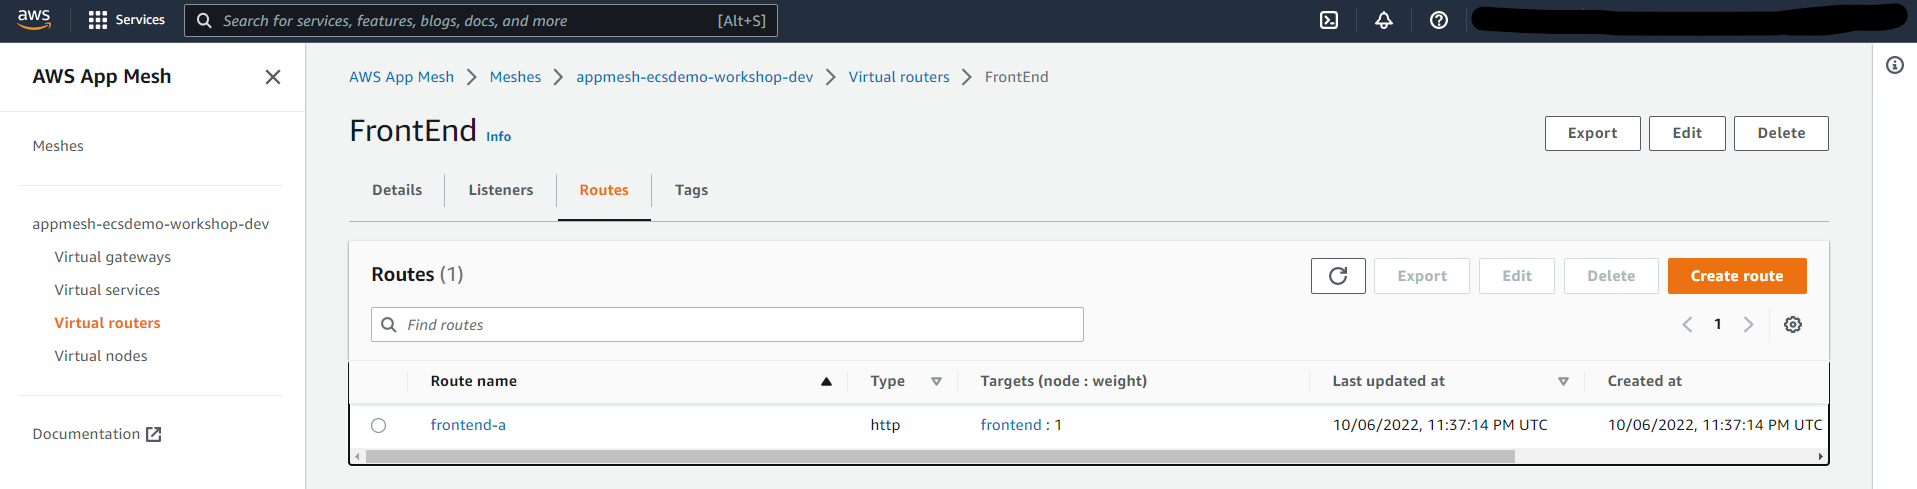 aws Services Search for services, features, blogs, docs, and more [Alt+S]
AWS App Mesh
Meshes
appmesh-ecsdemo-workshop-dev
Virtual gateways
Virtual services
Virtual routers
Virtual nodes
Documentation
AWS App Mesh Meshes appmesh-ecsdemo-workshop-dev Virtual routers FrontEnd
FrontEnd Info Export Edit Delete
Details Listeners Routes Tags
Routes (1) Export Edit Delete Create route
Find routes 1
Route name Type Targets (node : weight) Last updated at Created at
frontend-a http frontend : 1 10/06/2022, 11:37:14 PM UTC 10/06/2022, 11:37:14 PM UTC